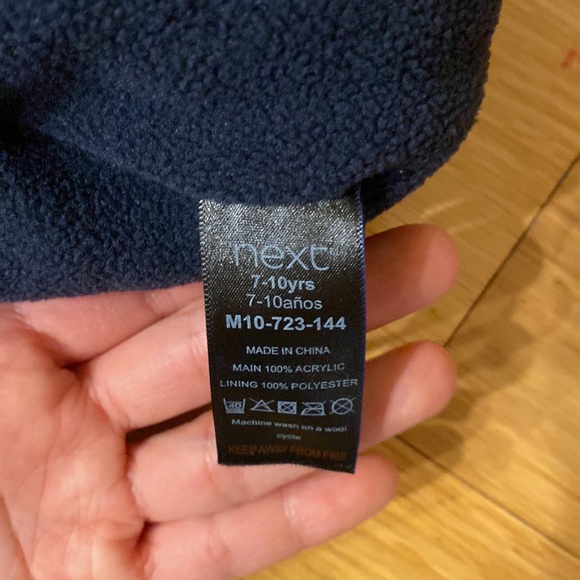 next
7-10yrs
7-10años
M10-723-144
MADE IN CHINA
MAIN 100% ACRYLIC
LINING 100% POLYESTER
40
Machine wash on a wool
cycle
KEEP AWAY FROM FIRE